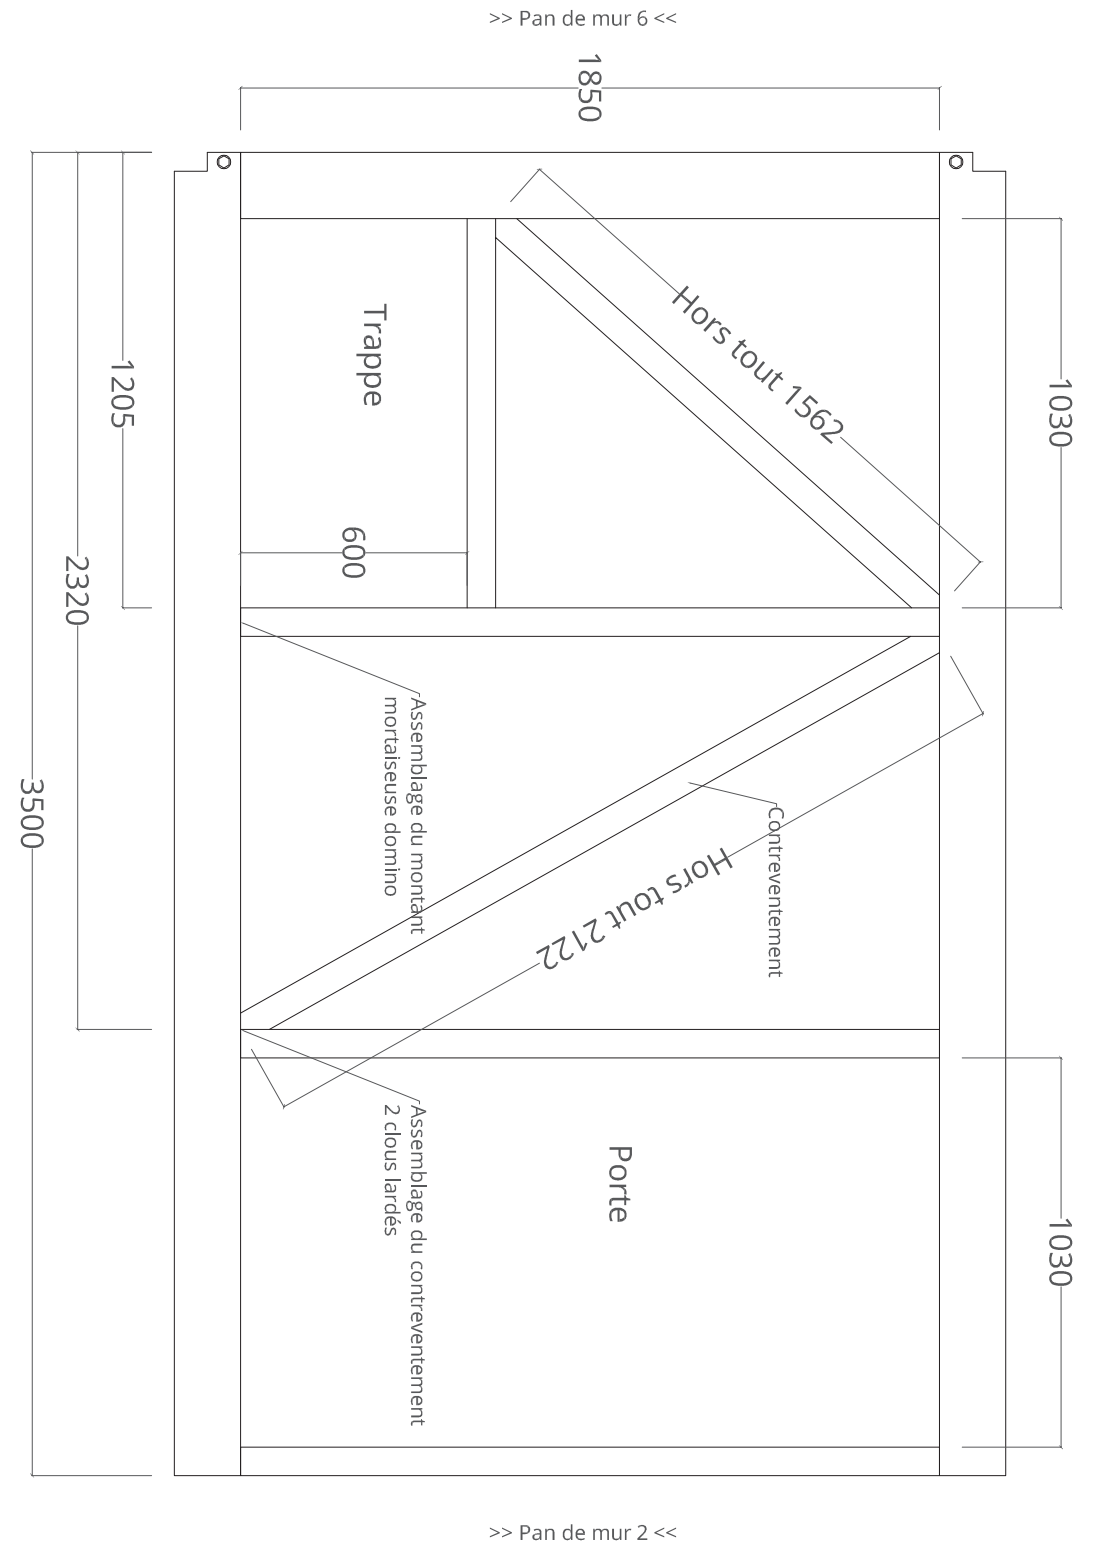 >> Pan de mur 6 <<
1850
Hors tout 1562
1030
Trappe
1205
600
2320
3500
Assemblage du montant
mortaiseuse domino
Contreventement
Hors tout 2122
Assemblage du contreventement
2 clous lardés
Porte
1030
>> Pan de mur 2 <<